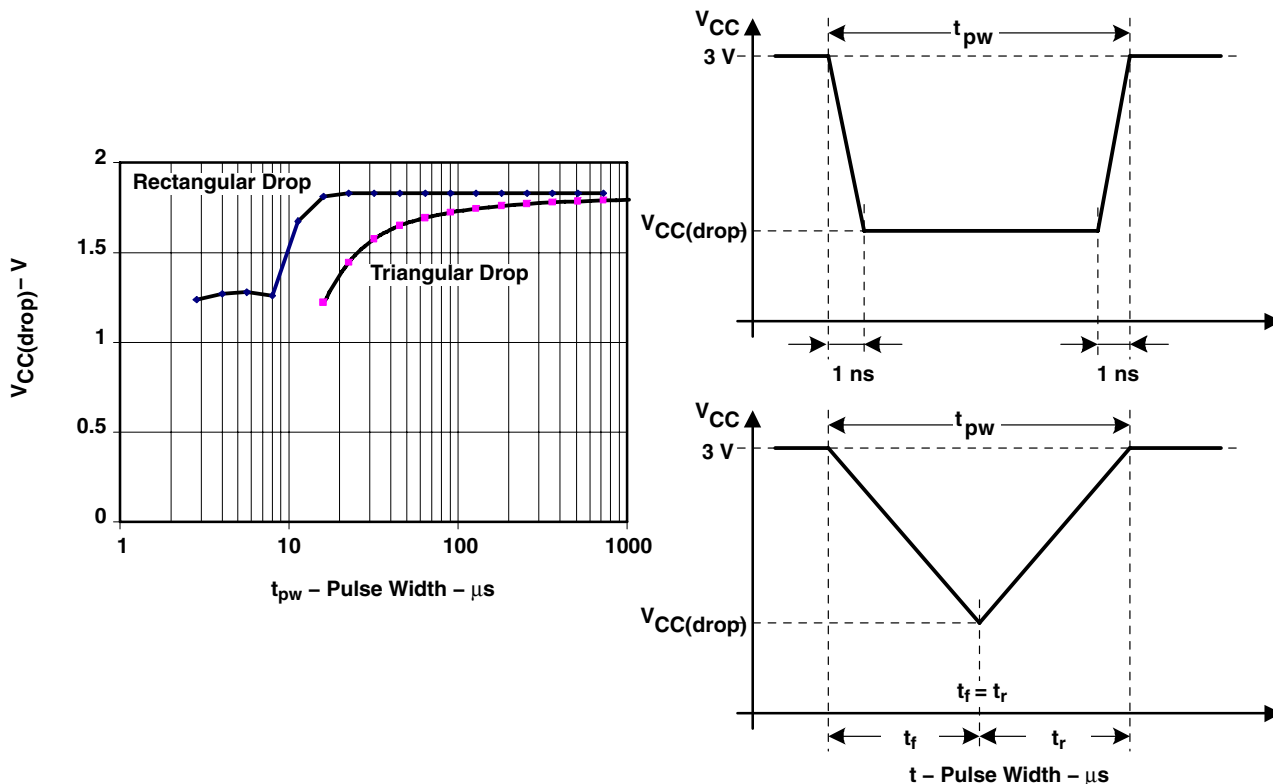 2
1.5
1
0.5
0
VCC(drop) – V
Rectangular Drop
Triangular Drop
1
10
100
1000
tpw – Pulse Width – μs
VCC
3 V
tpw
VCC(drop)
1 ns
1 ns
VCC
3 V
tpw
VCC(drop)
tf = tr
tf
tr
t – Pulse Width – μs